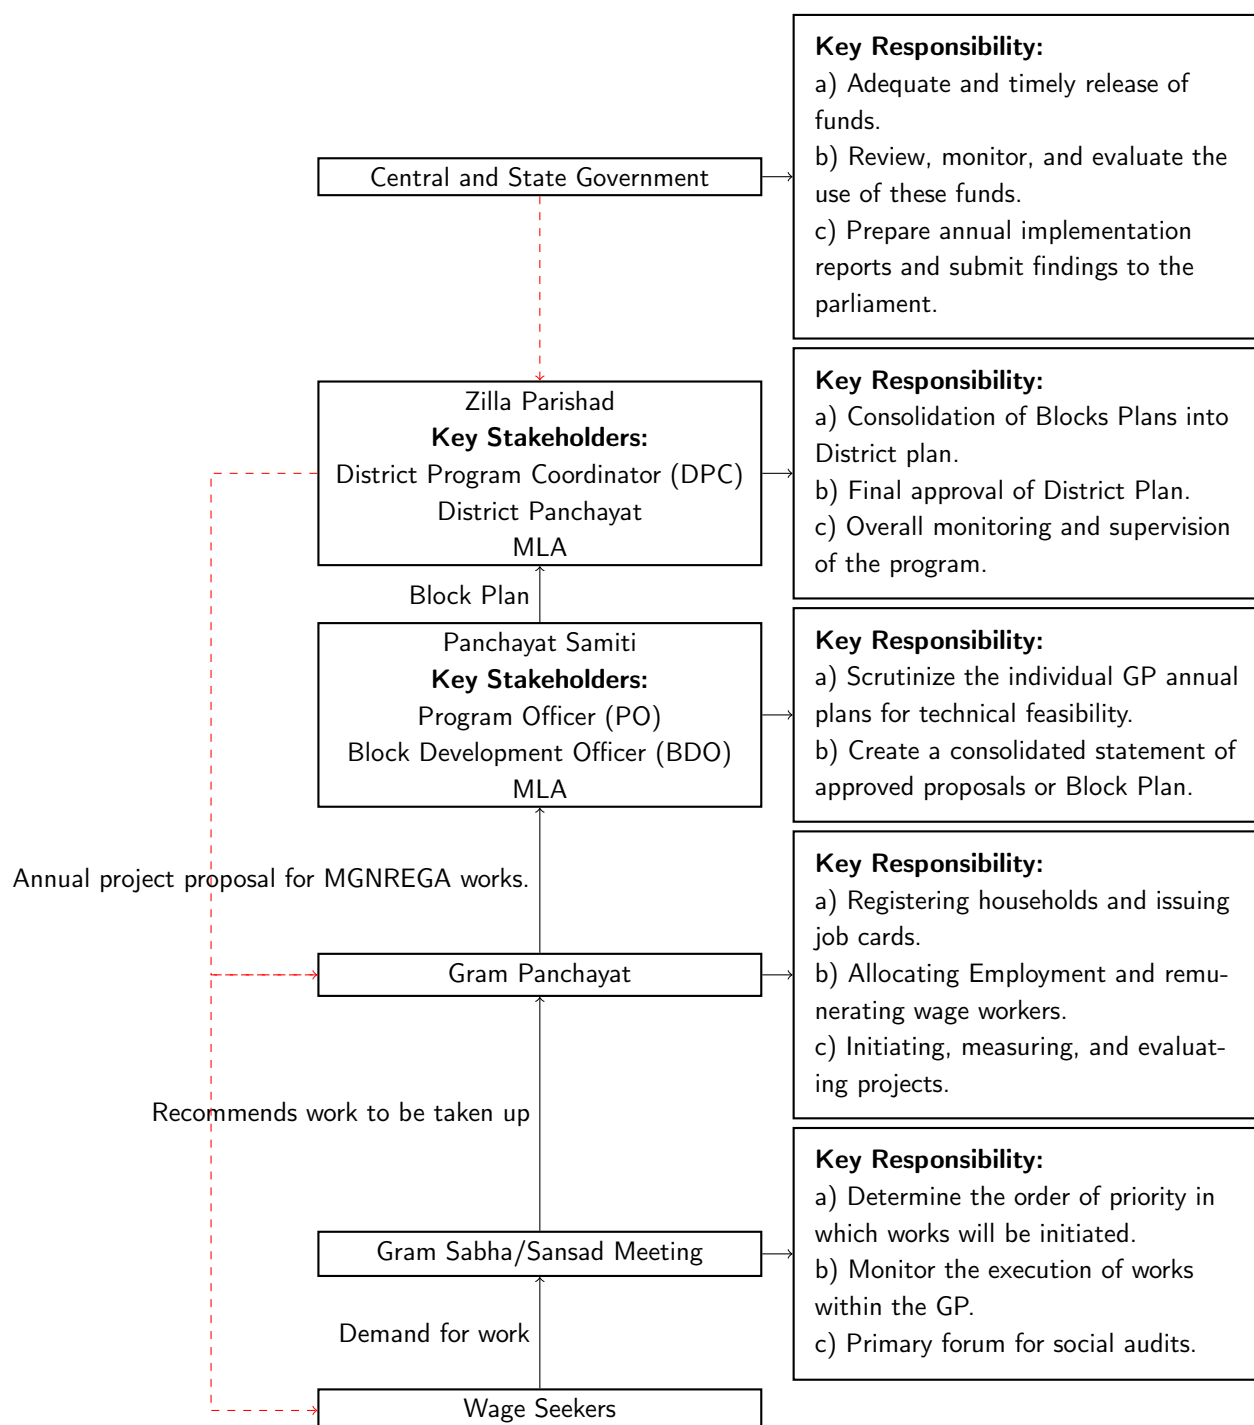 Key Responsibility:
a) Adequate and timely release of
funds.
b) Review, monitor, and evaluate the
use of these funds.
c) Prepare annual implementation
reports and submit findings to the
parliament.
Central and State Government
Zilla Parishad
Key Stakeholders:
District Program Coordinator (DPC)
District Panchayat
MLA
Key Responsibility:
a) Consolidation of Blocks Plans into
District plan.
b) Final approval of District Plan.
c) Overall monitoring and supervision
of the program.
Block Plan
Panchayat Samiti
Key Stakeholders:
Program Officer (PO)
Block Development Officer (BDO)
MLA
Key Responsibility:
a) Scrutinize the individual GP annual
plans for technical feasibility.
b) Create a consolidated statement of
approved proposals or Block Plan.
Annual project proposal for MGNREGA works.
Gram Panchayat
Key Responsibility:
a) Registering households and issuing
job cards.
b) Allocating Employment and remu-
nerating wage workers.
c) Initiating, measuring, and evaluat-
ing projects.
Recommends work to be taken up
Gram Sabha/Sansad Meeting
Key Responsibility:
a) Determine the order of priority in
which works will be initiated.
b) Monitor the execution of works
within the GP.
c) Primary forum for social audits.
Demand for work
Wage Seekers